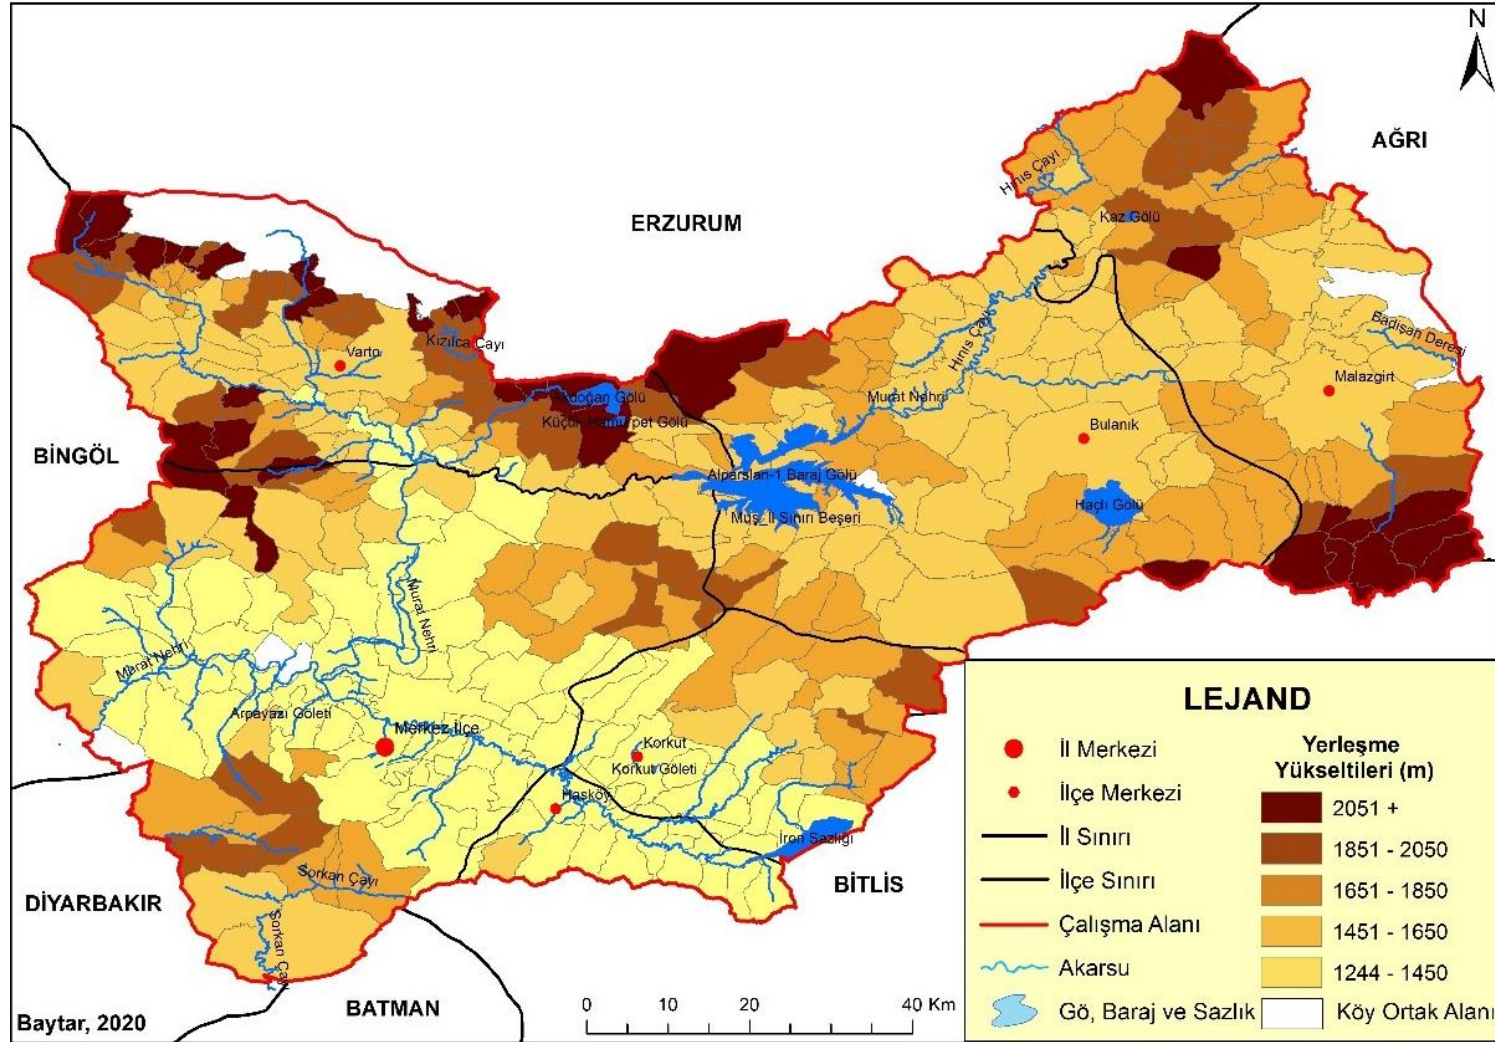 N
AĞRI
Hınıs Çayı
ERZURUM
Kaz Gölü
Badişan Deresi
Kızılca Çayı
Varto
Hınıs Çayı
Malazgirt
Akdoğan Gölü
Murat Nehri
Küçük Hamurpet Gölü
Bulanık
BİNGÖL
Alparslan-1 Baraj Gölü
Haçlı Gölü
Muş_İl Sınırı Beşeri
Murat Nehri
Murat Nehri
Arpayazı Göleti
Merkez İlçe
Korkut
Korkut Göleti
Hasköy
İron Sazlığı
BİTLİS
Sorkan Çayı
DİYARBAKIR
Sorkan Çayı
BATMAN
Baytar, 2020
0 10 20 40 Km
LEJAND
İl Merkezi
İlçe Merkezi
İl Sınırı
İlçe Sınırı
Çalışma Alanı
Akarsu
Gö, Baraj ve Sazlık
Yerleşme
Yükseltileri (m)
2051 +
1851 - 2050
1651 - 1850
1451 - 1650
1244 - 1450
Köy Ortak Alanı